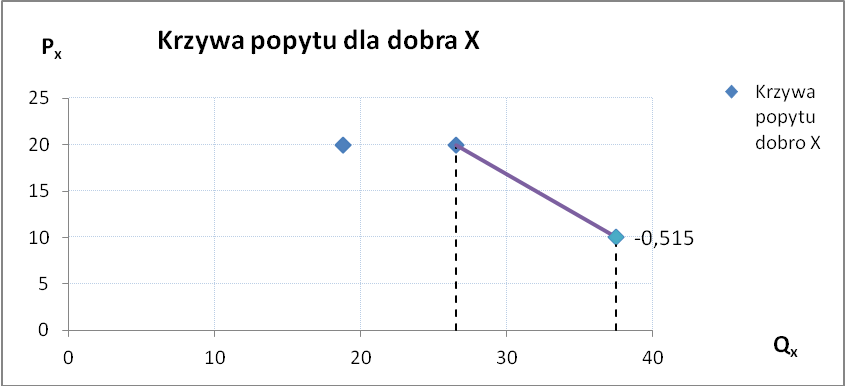 Krzywa popytu dla dobra X
Px
25
20
15
10
5
0
0 10 20 30 40
-0,515
Qx
Krzywa
popytu
dobro X